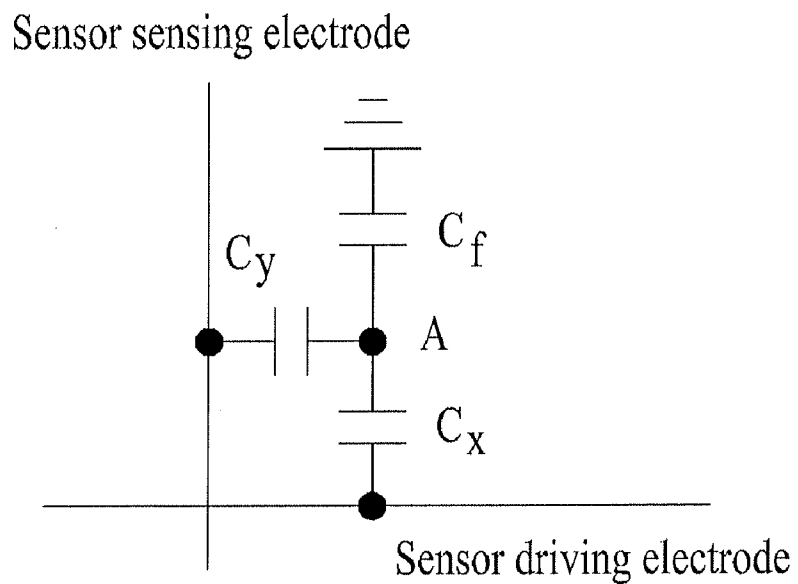 Sensor sensing electrode
Cf
Cy
A
Cx
Sensor driving electrode